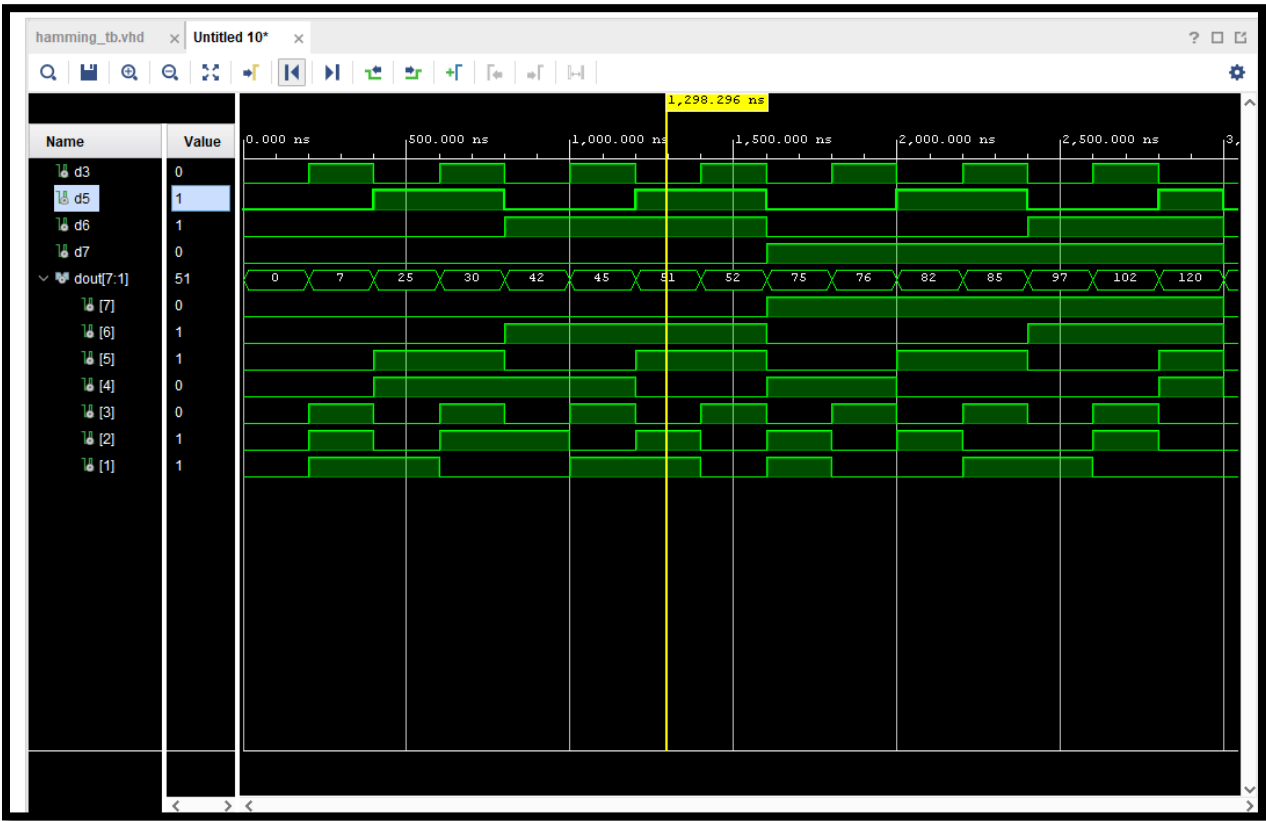 hamming_tb.vhd × Untitled 10* ×
?
1,298.296 ns
Name Value 0.000 ns 500.000 ns 1,000.000 ns 1,500.000 ns 2,000.000 ns 2,500.000 ns 3,
d3 0
d5 1
d6 1
d7 0
dout[7:1] 51 0 7 25 30 42 45 51 52 75 76 82 85 97 102 120
[7] 0
[6] 1
[5] 1
[4] 0
[3] 0
[2] 1
[1] 1